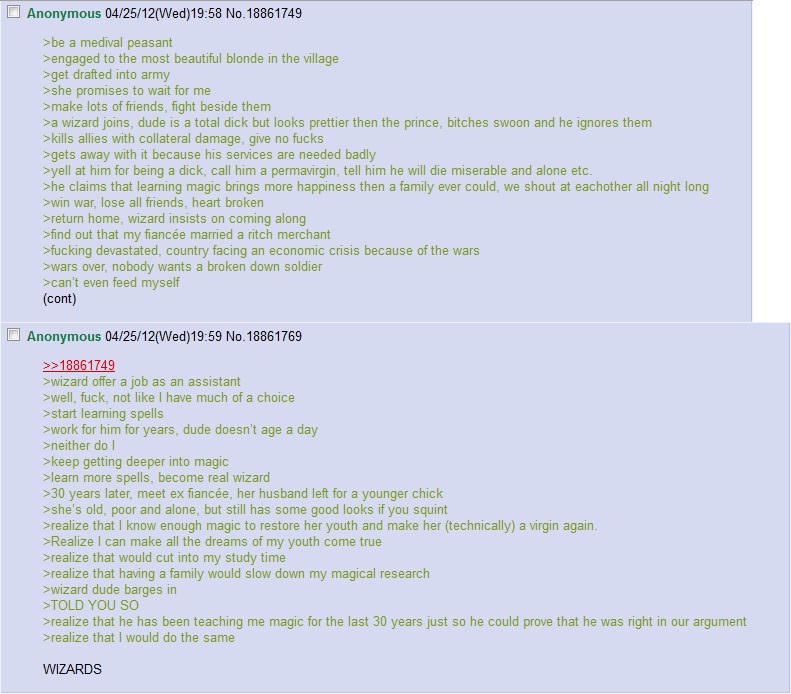 Anonymous 04/25/12(Wed)19:58 No.18861749
>be a medival peasant
>engaged to the most beautiful blonde in the village
>get drafted into army
>she promises to wait for me
>make lots of friends, fight beside them
>a wizard joins, dude is a total dick but looks prettier then the prince, bitches swoon and he ignores them
>kills allies with collateral damage, give no fucks
>gets away with it because his services are needed badly
>yell at him for being a dick, call him a permavirgin, tell him he will die miserable and alone etc.
>he claims that learning magic brings more happiness then a family ever could, we shout at eachother all night long
>win war, lose all friends, heart broken
>return home, wizard insists on coming along
>find out that my fiancée married a ritch merchant
>fucking devastated, country facing an economic crisis because of the wars
>wars over, nobody wants a broken down soldier
>can't even feed myself
(cont)
Anonymous 04/25/12(Wed)19:59 No.18861769
>>18861749
>wizard offer a job as an assistant
>well, fuck, not like I have much of a choice
>start learning spells
>work for him for years, dude doesn't age a day
>neither do I
>keep getting deeper into magic
>learn more spells, become real wizard
>30 years later, meet ex fiancée, her husband left for a younger chick
>she's old, poor and alone, but still has some good looks if you squint
>realize that I know enough magic to restore her youth and make her (technically) a virgin again.
>Realize I can make all the dreams of my youth come true
>realize that would cut into my study time
>realize that having a family would slow down my magical research
>wizard dude barges in
>TOLD YOU SO
>realize that he has been teaching me magic for the last 30 years just so he could prove that he was right in our argument
>realize that I would do the same
WIZARDS